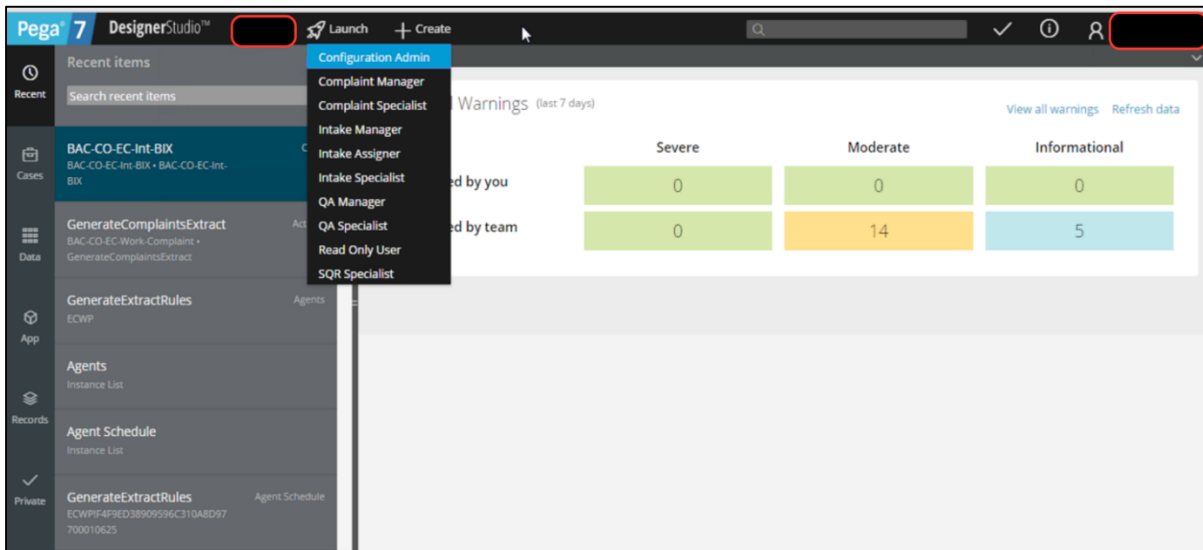 Pega® 7 DesignerStudio™ Launch Create
Recent items
Recent
Search recent items
Configuration Admin
Complaint Manager
Complaint Specialist
Intake Manager
Intake Assigner
Intake Specialist
QA Manager
QA Specialist
Read Only User
SQR Specialist
BAC-CO-EC-Int-BIX
BAC-CO-EC-Int-BIX • BAC-CO-EC-Int-
BIX
Cases
GenerateComplaintsExtract
BAC-CO-EC-Work-Complaint •
GenerateComplaintsExtract
Data
GenerateExtractRules Agents
ECWP
App
Agents
Instance List
Records
Agent Schedule
Instance List
Private
GenerateExtractRules Agent Schedule
ECWPIF4F9ED38909596C310A8D97
700010625
Warnings (last 7 days)
View all warnings Refresh data
Severe Moderate Informational
by you 0 0 0
by team 0 14 5